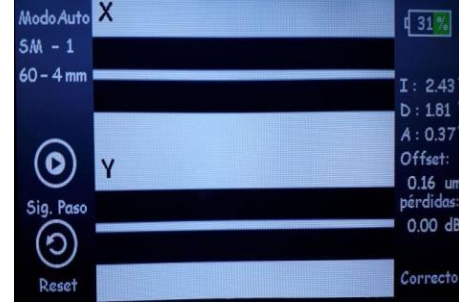 Modo Auto
SM - 1
60 - 4 mm
Sig. Paso
Reset
X
Y
31 %
I : 2.43
D : 1.81
A : 0.37
Offset:
0.16 um
pérdidas:
0.00 dB
Correcto